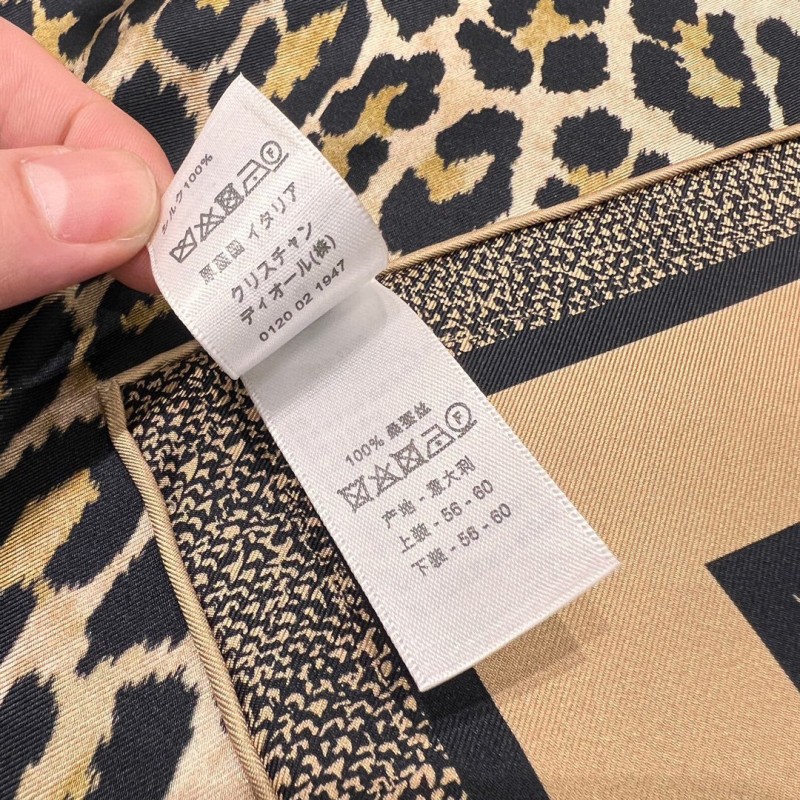 シルク100%
F
原産国 イタリア
クリスチャン
ディオール(株)
0120 02 1947
100% 桑蚕丝
F
产地 - 意大利
上装 - 56 - 60
下装 - 56 - 60